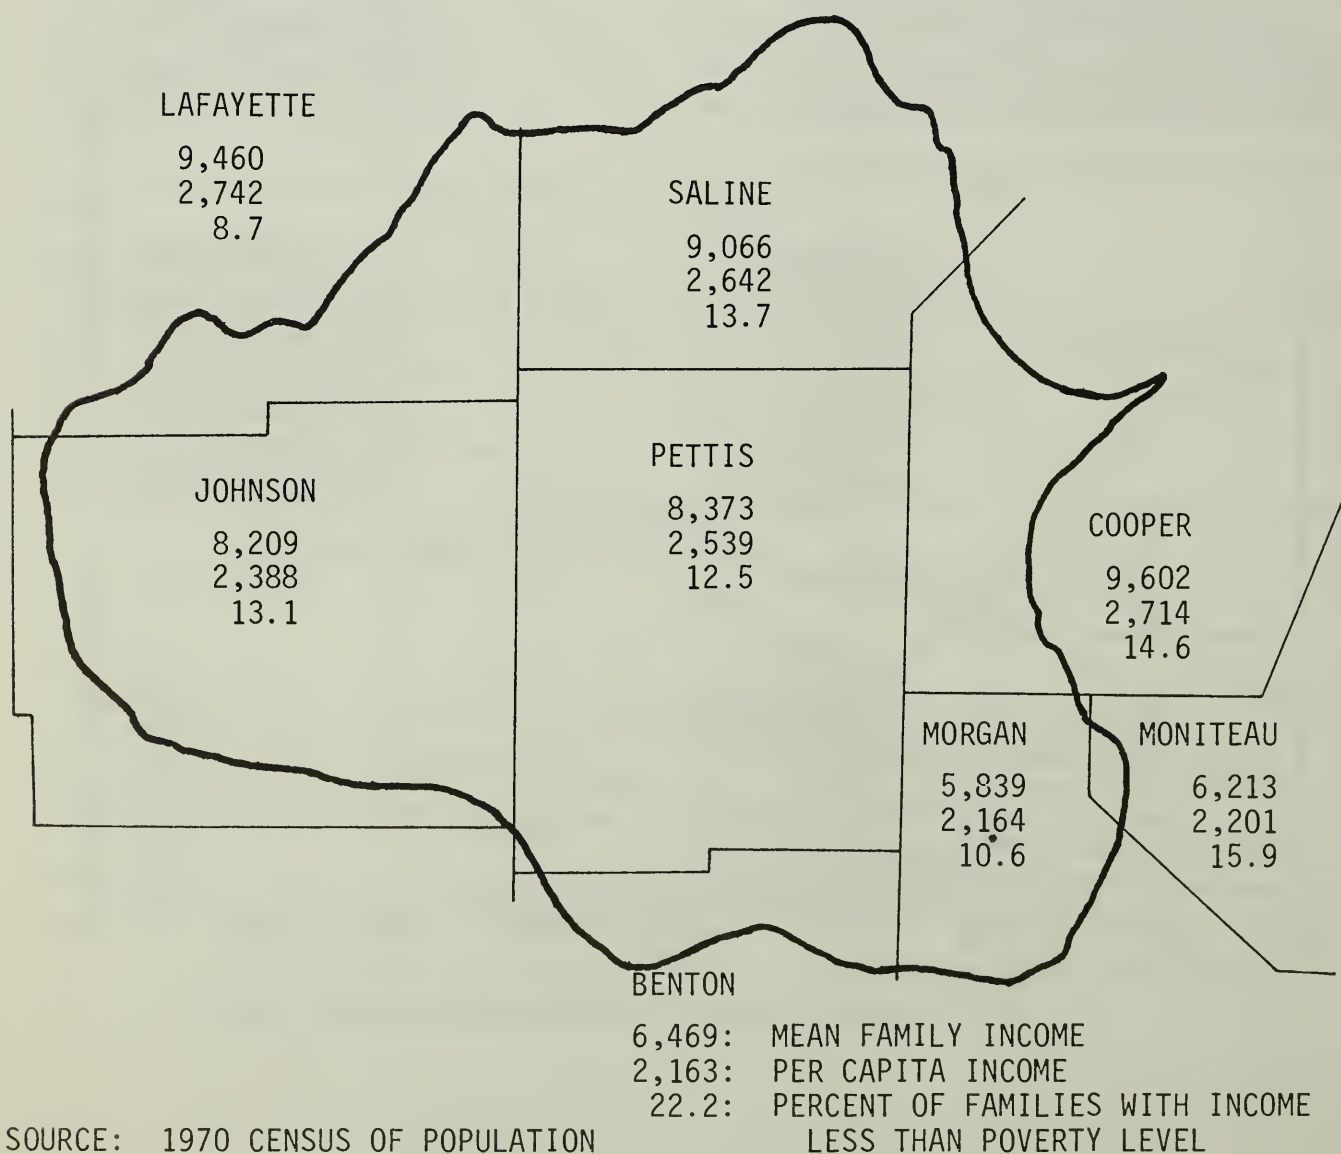 LAFAYETTE
9,460
2,742
8.7
SALINE
9,066
2,642
13.7
JOHNSON
8,209
2,388
13.1
PETTIS
8,373
2,539
12.5
COOPER
9,602
2,714
14.6
MORGAN
5,839
2,164
10.6
MONITEAU
6,213
2,201
15.9
BENTON
6,469: MEAN FAMILY INCOME
2,163: PER CAPITA INCOME
22.2: PERCENT OF FAMILIES WITH INCOME
LESS THAN POVERTY LEVEL
SOURCE: 1970 CENSUS OF POPULATION